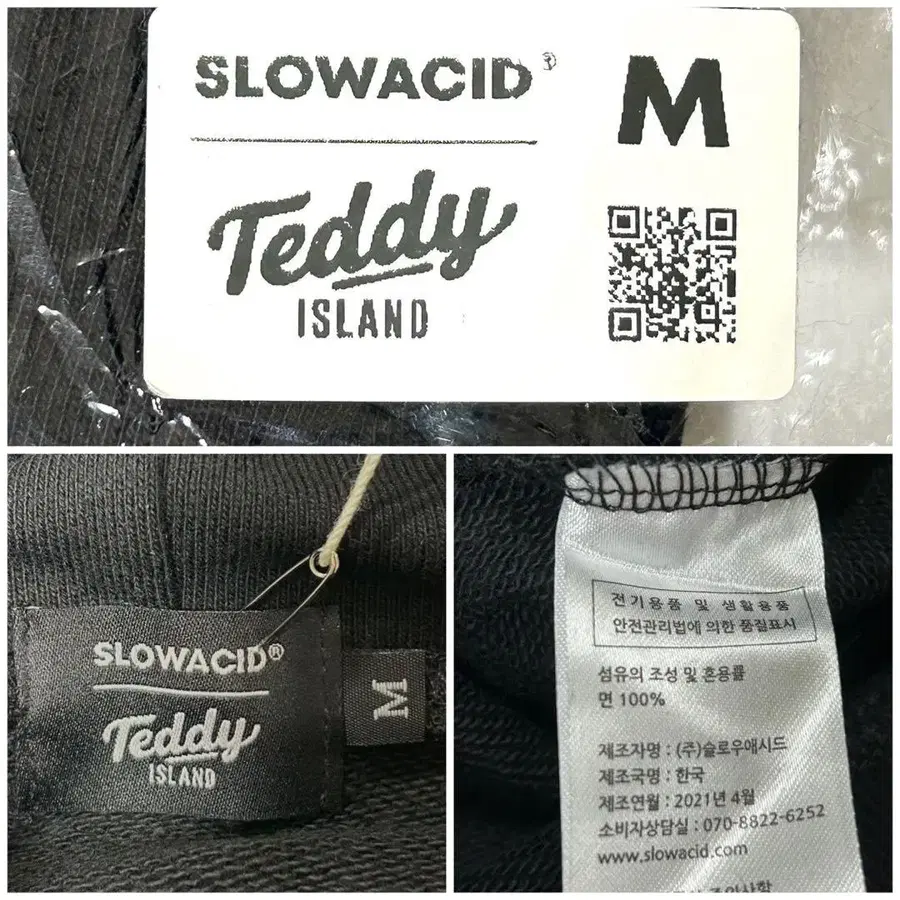 SLOWACID®
M
Teddy
ISLAND
SLOWACID®
M
Teddy
ISLAND
전기용품 및 생활용품
안전관리법에 의한 품질표시
섬유의 조성 및 혼용률
면 100%
제조자명 : (주)슬로우애시드
제조국명 : 한국
제조연월 : 2021년 4월
소비자상담실 : 070-8822-6252
www.slowacid.com